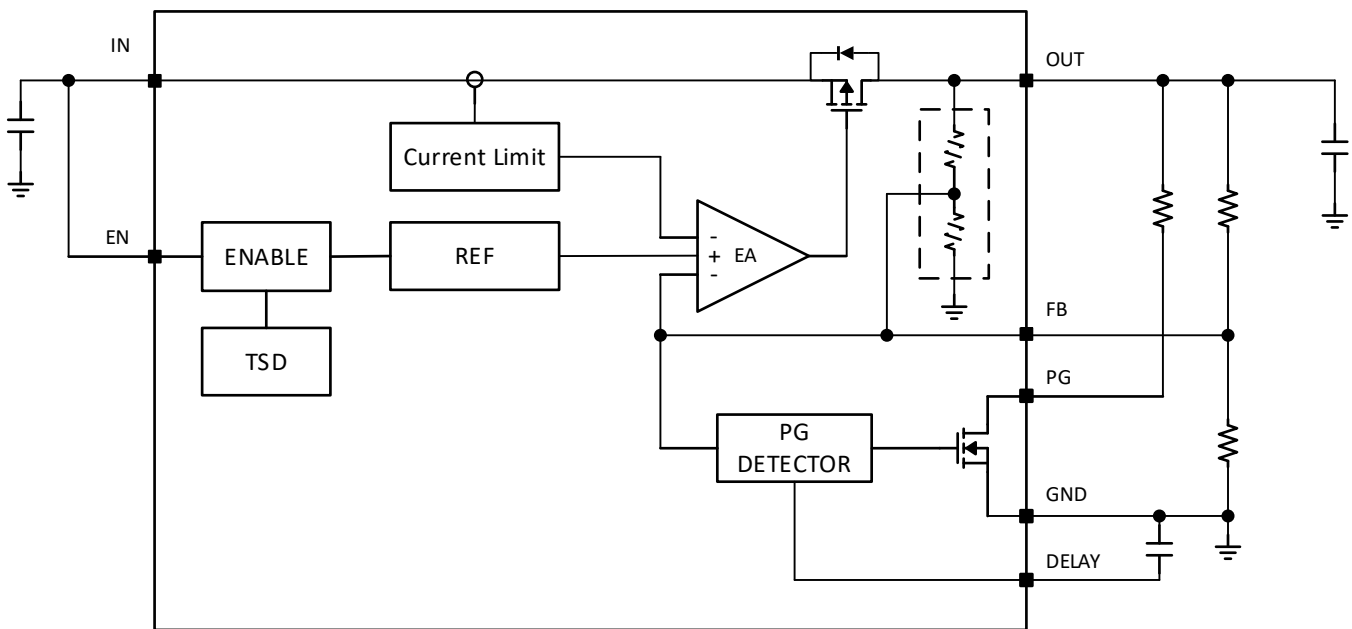 IN
OUT
Current Limit
EN
ENABLE
REF
-
+ EA
-
TSD
FB
PG
PG
DETECTOR
GND
DELAY